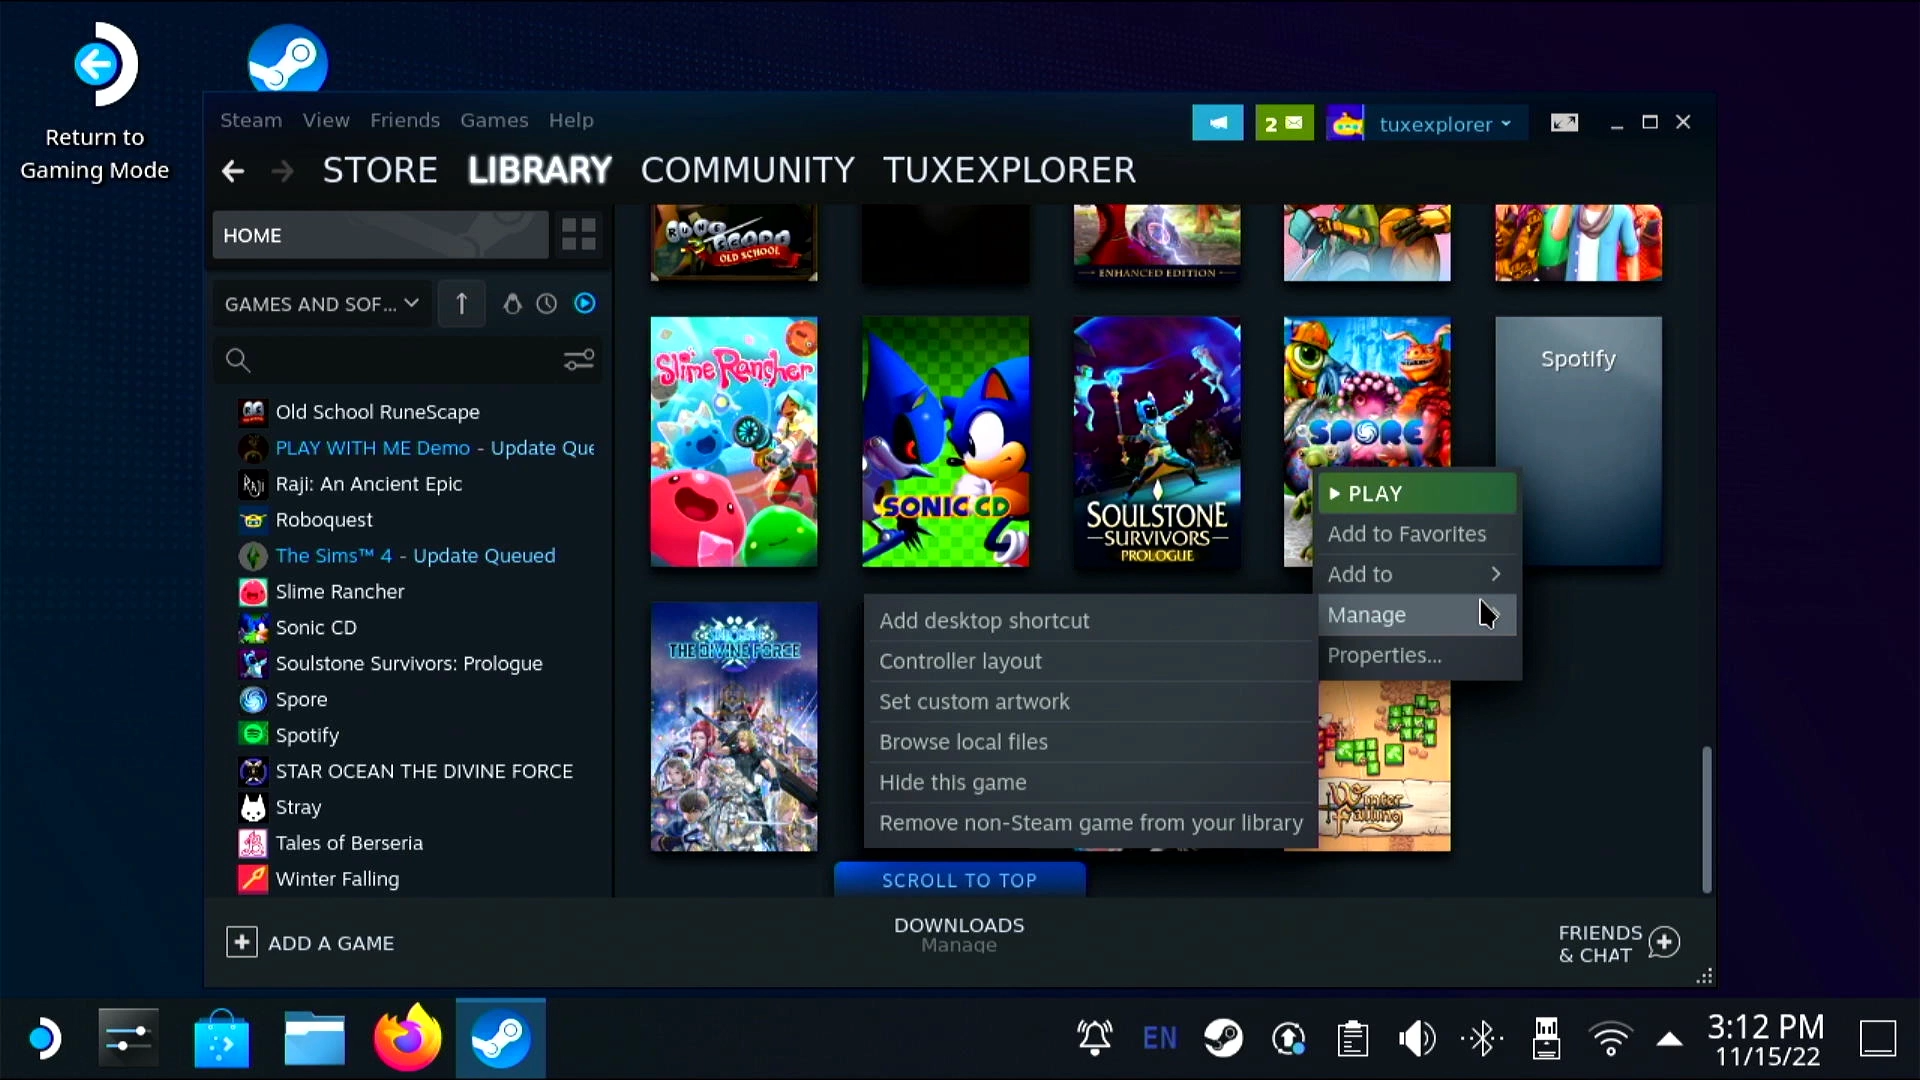 Return to
Gaming Mode
Steam View Friends Games Help
2
tuxexplorer
STORE LIBRARY COMMUNITY TUXEXPLORER
HOME
GAMES AND SOF...
Old School RuneScape
PLAY WITH ME Demo - Update Que
Raji: An Ancient Epic
Roboquest
The Sims™ 4 - Update Queued
Slime Rancher
Sonic CD
Soulstone Survivors: Prologue
Spore
Spotify
STAR OCEAN THE DIVINE FORCE
Stray
Tales of Berseria
Winter Falling
OLD SCHOOL
ENHANCED EDITION
Slime Rancher
SONIC CD
SOULSTONE
SURVIVORS
PROLOGUE
SPORE
Spotify
THE DIVINE FORCE
Winter
Falling
PLAY
Add to Favorites
Add to
Manage
Properties...
Add desktop shortcut
Controller layout
Set custom artwork
Browse local files
Hide this game
Remove non-Steam game from your library
SCROLL TO TOP
ADD A GAME
DOWNLOADS
Manage
FRIENDS
& CHAT
EN
3:12 PM
11/15/22